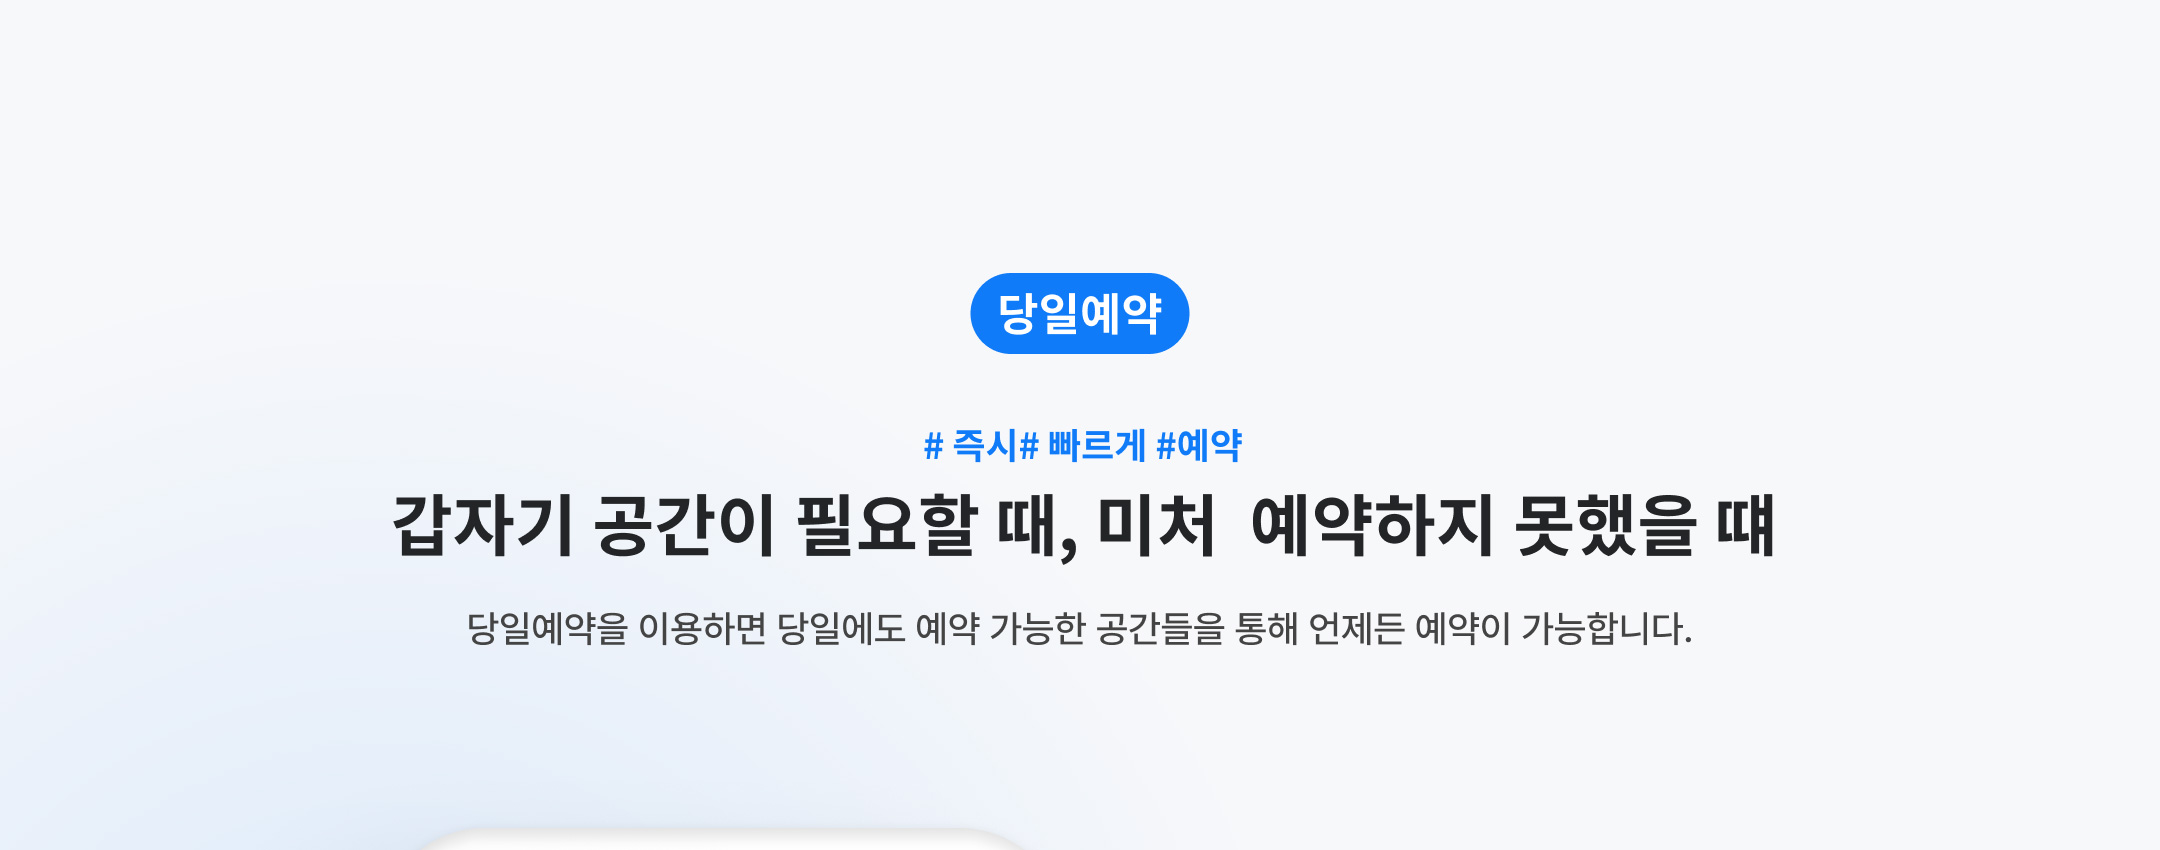 당일예약
# 즉시# 빠르게 #예약
갑자기 공간이 필요할 때, 미처  예약하지 못했을 떄
당일예약을 이용하면 당일에도 예약 가능한 공간들을 통해 언제든 예약이 가능합니다.